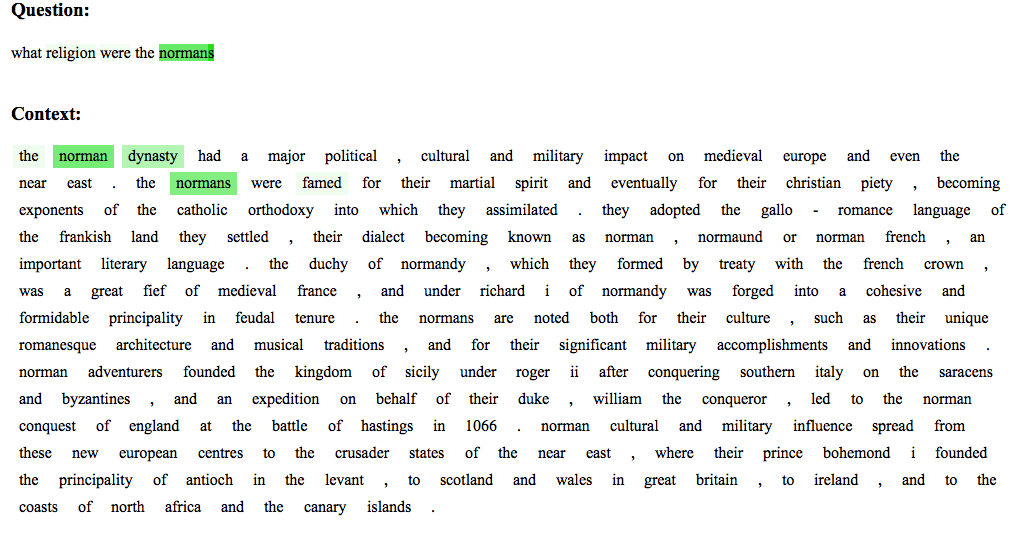 Question:
what religion were the normans
Context:
the norman dynasty had a major political , cultural and military impact on medieval europe and even the
near east . the normans were famed for their martial spirit and eventually for their christian piety , becoming
exponents of the catholic orthodoxy into which they assimilated . they adopted the gallo - romance language of
the frankish land they settled , their dialect becoming known as norman , normaund or norman french , an
important literary language . the duchy of normandy , which they formed by treaty with the french crown ,
was a great fief of medieval france , and under richard i of normandy was forged into a cohesive and
formidable principality in feudal tenure . the normans are noted both for their culture , such as their unique
romanesque architecture and musical traditions , and for their significant military accomplishments and innovations .
norman adventurers founded the kingdom of sicily under roger ii after conquering southern italy on the saracens
and byzantines , and an expedition on behalf of their duke , william the conqueror , led to the norman
conquest of england at the battle of hastings in 1066 . norman cultural and military influence spread from
these new european centres to the crusader states of the near east , where their prince bohemond i founded
the principality of antioch in the levant , to scotland and wales in great britain , to ireland , and to the
coasts of north africa and the canary islands .